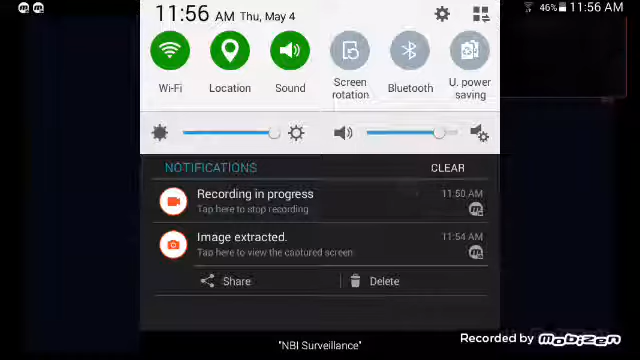 46% 11:56 AM
11:56 AM Thu, May 4
Wi-Fi
Location
Sound
Screen rotation
Bluetooth
U. power saving
NOTIFICATIONS
CLEAR
Recording in progress 11:50 AM
Tap here to stop recording
Image extracted. 11:54 AM
Tap here to view the captured screen
Share
Delete
"NBI Surveillance"
Recorded by Mobizen